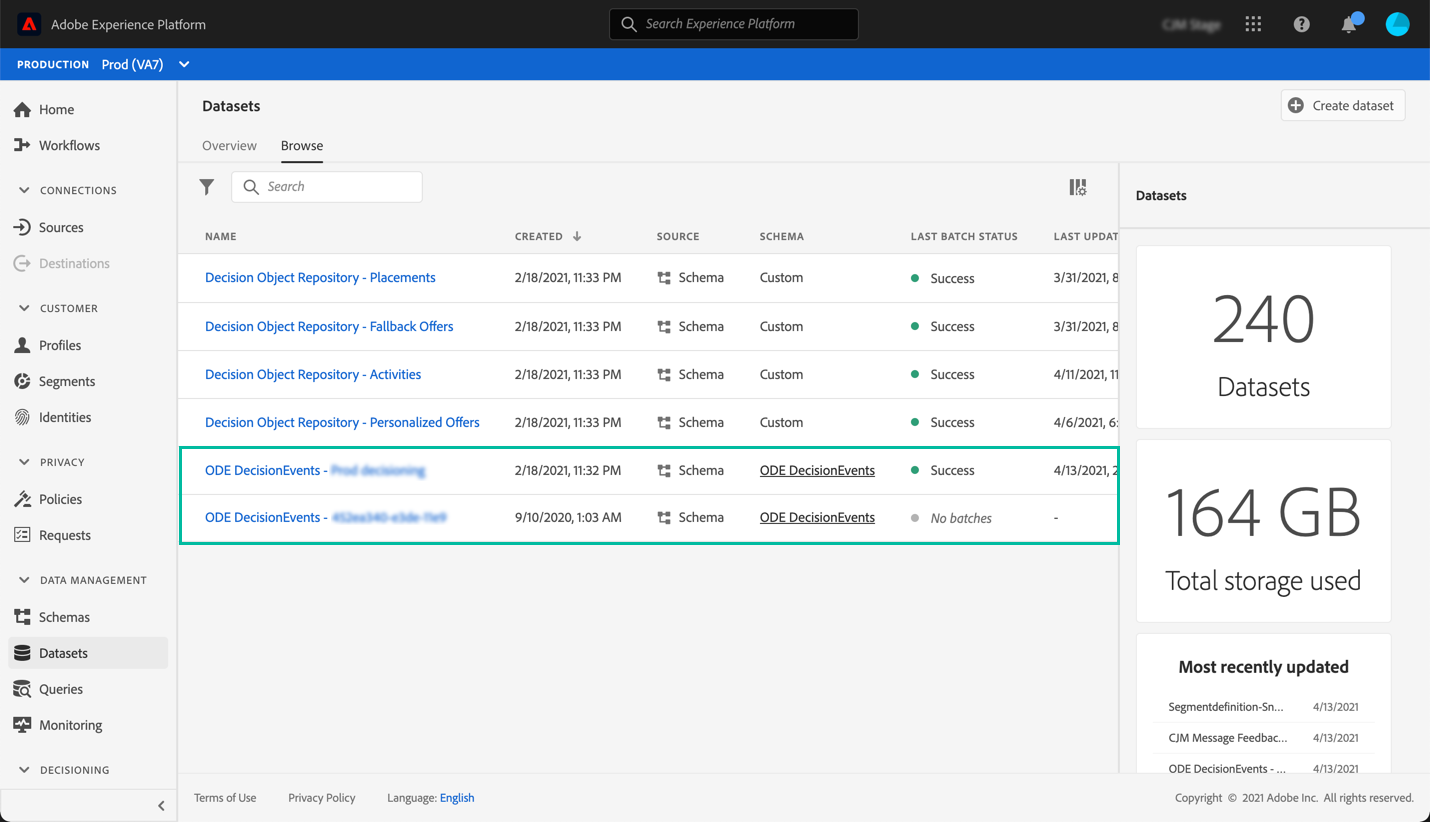 Adobe Experience Platform
Search Experience Platform
PRODUCTION Prod (VA7)
Home
Workflows
CONNECTIONS
Sources
Destinations
CUSTOMER
Profiles
Segments
Identities
PRIVACY
Policies
Requests
DATA MANAGEMENT
Schemas
Datasets
Queries
Monitoring
DECISIONING
Datasets
Create dataset
Overview Browse
Search
NAME CREATED SOURCE SCHEMA LAST BATCH STATUS LAST UPDAT
Decision Object Repository - Placements 2/18/2021, 11:33 PM Schema Custom Success 3/31/2021, 8
Decision Object Repository - Fallback Offers 2/18/2021, 11:33 PM Schema Custom Success 3/31/2021, 8
Decision Object Repository - Activities 2/18/2021, 11:33 PM Schema Custom Success 4/11/2021, 11
Decision Object Repository - Personalized Offers 2/18/2021, 11:33 PM Schema Custom Success 4/6/2021, 6:
ODE DecisionEvents - 2/18/2021, 11:32 PM Schema ODE DecisionEvents Success 4/13/2021, 2
ODE DecisionEvents - 9/10/2020, 1:03 AM Schema ODE DecisionEvents No batches -
Datasets
240
Datasets
164 GB
Total storage used
Most recently updated
Segmentdefinition-Sn... 4/13/2021
CJM Message Feedbac... 4/13/2021
ODE DecisionEvents - ... 4/13/2021
Terms of Use Privacy Policy Language: English Copyright © 2021 Adobe Inc. All rights reserved.